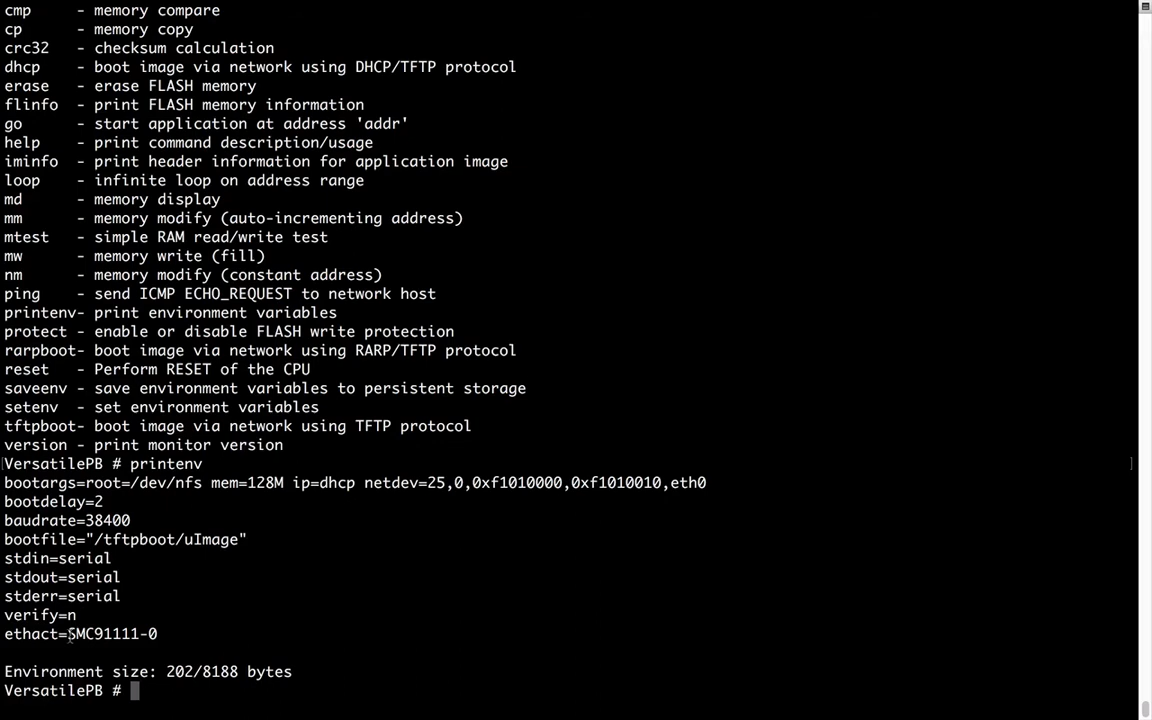 cmp     - memory compare
cp      - memory copy
crc32   - checksum calculation
dhcp    - boot image via network using DHCP/TFTP protocol
erase   - erase FLASH memory
flinfo  - print FLASH memory information
go      - start application at address 'addr'
help    - print command description/usage
iminfo  - print header information for application image
loop    - infinite loop on address range
md      - memory display
mm      - memory modify (auto-incrementing address)
mtest   - simple RAM read/write test
mw      - memory write (fill)
nm      - memory modify (constant address)
ping    - send ICMP ECHO_REQUEST to network host
printenv- print environment variables
protect - enable or disable FLASH write protection
rarpboot- boot image via network using RARP/TFTP protocol
reset   - Perform RESET of the CPU
saveenv - save environment variables to persistent storage
setenv  - set environment variables
tftpboot- boot image via network using TFTP protocol
version - print monitor version
VersatilePB # printenv
bootargs=root=/dev/nfs mem=128M ip=dhcp netdev=25,0,0xf1010000,0xf1010010,eth0
bootdelay=2
baudrate=38400
bootfile="/tftpboot/uImage"
stdin=serial
stdout=serial
stderr=serial
verify=n
ethact=SMC91111-0
Environment size: 202/8188 bytes
VersatilePB #